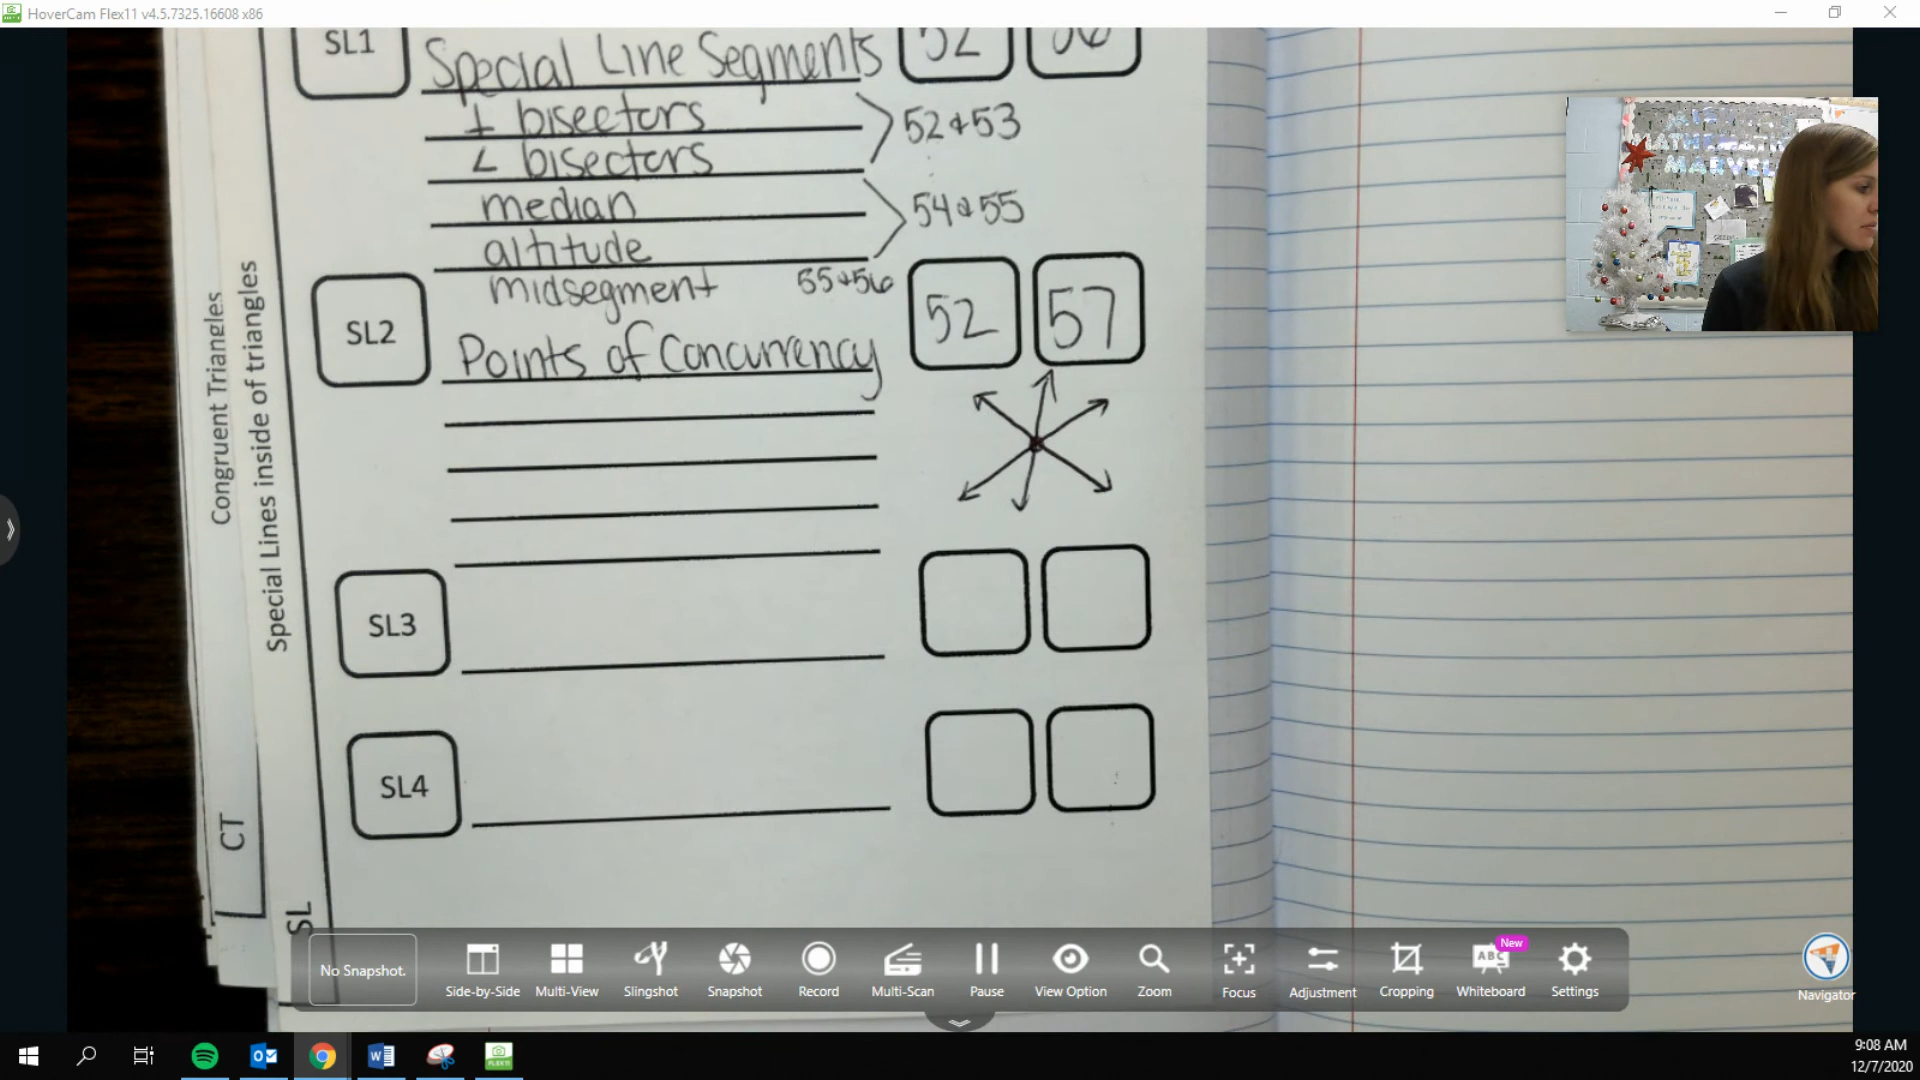 HoverCam Flex11 v4.5.7325.16608 x86
SL1 Special Line Segments 52 56
⊥ bisectors 52 & 53
∠ bisectors
median 54 & 55
altitude
midsegment 55 & 56
SL2 Points of Concurrency 52 57
SL3
SL4
Congruent Triangles
Special Lines inside of triangles
CT
SL
No Snapshot.
Side-by-Side Multi-View Slingshot Snapshot Record Multi-Scan Pause View Option Zoom Focus Adjustment Cropping Whiteboard Settings
New
ABC
Navigator
9:08 AM
12/7/2020